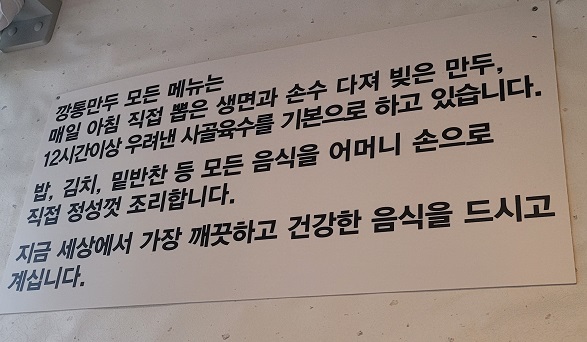 깡통만두 모든 메뉴는
매일 아침 직접 뽑은 생면과 손수 다져 빚은 만두,
12시간이상 우려낸 사골육수를 기본으로 하고 있습니다.
밥, 김치, 밑반찬 등 모든 음식을 어머니 손으로
직접 정성껏 조리합니다.
지금 세상에서 가장 깨끗하고 건강한 음식을 드시고
계십니다.